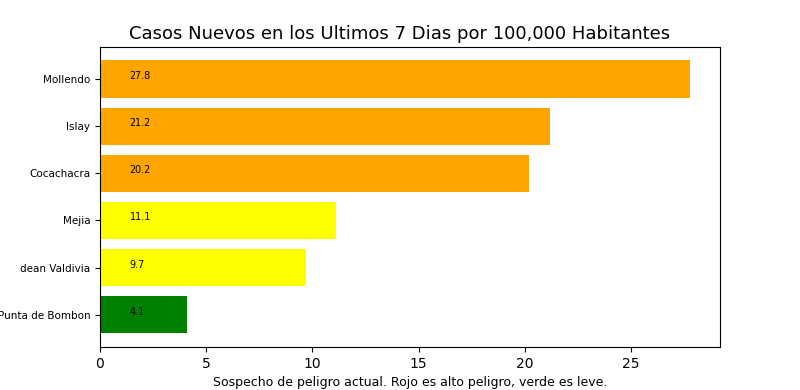 Casos Nuevos en los Ultimos 7 Dias por 100,000 Habitantes
Mollendo 27.8
Islay 21.2
Cocachacra 20.2
Mejia 11.1
dean Valdivia 9.7
Punta de Bombon 4.1
0 5 10 15 20 25
Sospecho de peligro actual. Rojo es alto peligro, verde es leve.